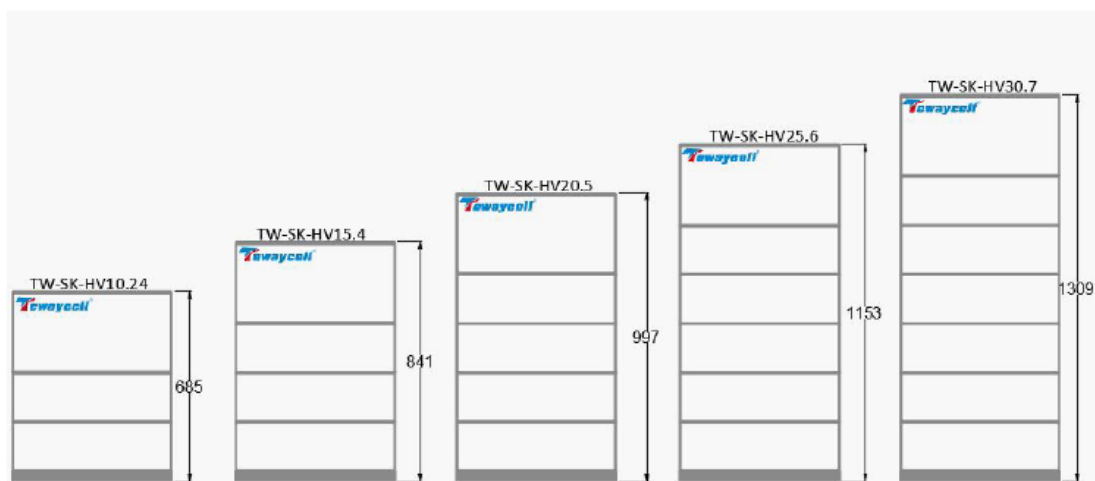 TW-SK-HV10.24
Tewaycell
685
TW-SK-HV15.4
Tewaycell
841
TW-SK-HV20.5
Tewaycell
997
TW-SK-HV25.6
Tewaycell
1153
TW-SK-HV30.7
Tewaycell
1309